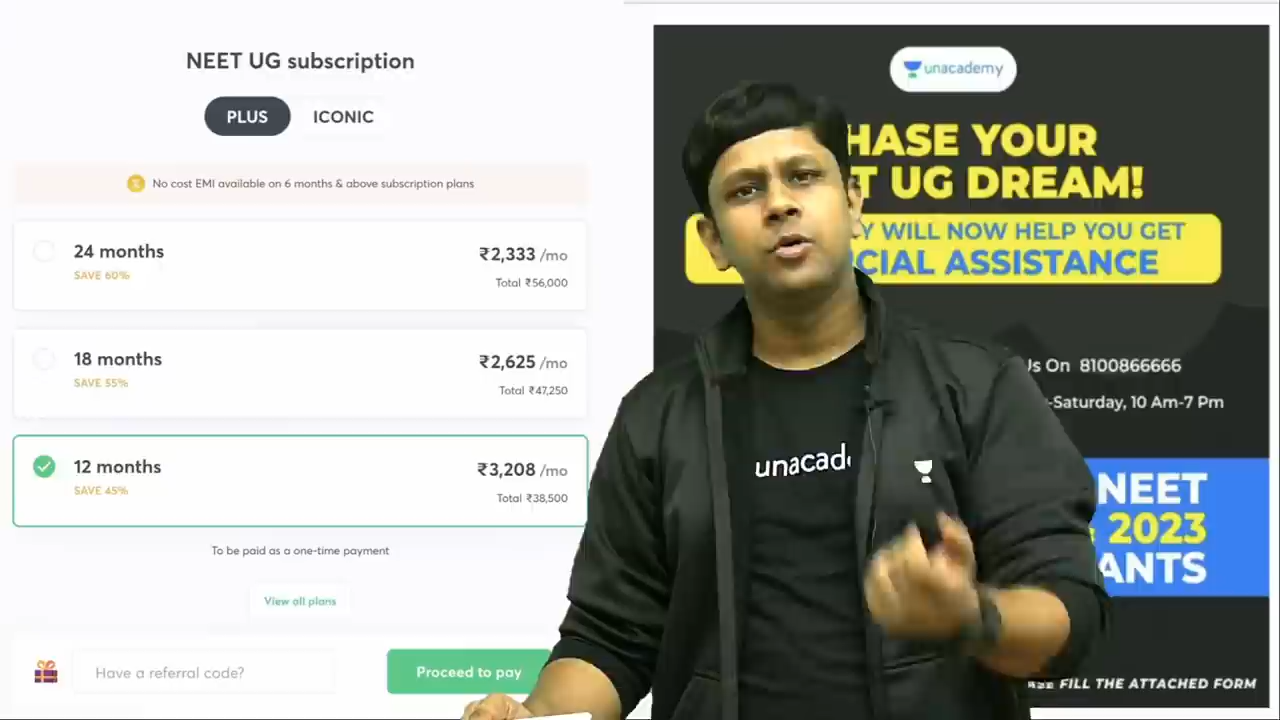 NEET UG subscription
PLUS
ICONIC
No cost EMI available on 6 months & above subscription plans
24 months
SAVE 60%
₹2,333 /mo
Total ₹56,000
18 months
SAVE 55%
₹2,625 /mo
Total ₹47,250
12 months
SAVE 45%
₹3,208 /mo
Total ₹38,500
To be paid as a one-time payment
View all plans
Have a referral code?
Proceed to pay
unacademy
HASE YOUR
T UG DREAM!
Y WILL NOW HELP YOU GET
CIAL ASSISTANCE
Us On 8100866666
-Saturday, 10 Am-7 Pm
NEET
2023
ANTS
FILL THE ATTACHED FORM
unacad